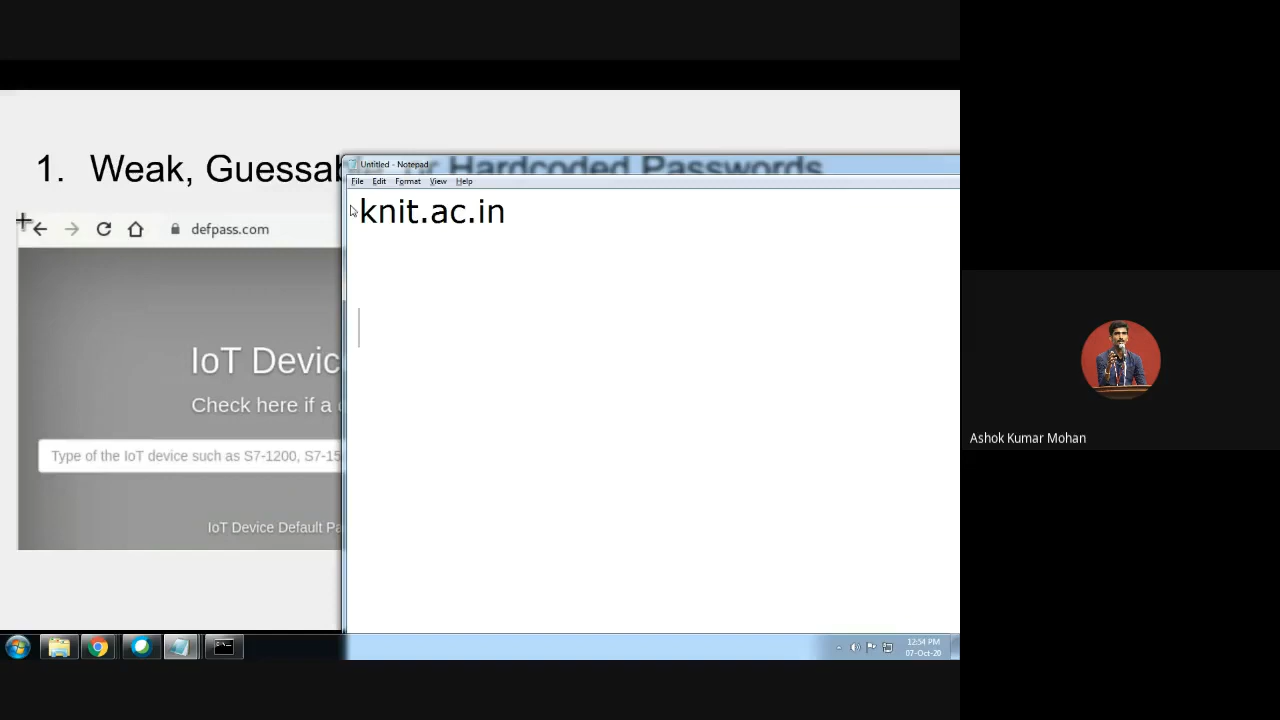 1. Weak, Guessable, or Hardcoded Passwords
Untitled - Notepad
File Edit Format View Help
knit.ac.in
defpass.com
IoT Devic
Check here if a
Type of the IoT device such as S7-1200, S7-15
IoT Device Default Pa
Ashok Kumar Mohan
12:54 PM
07-Oct-20